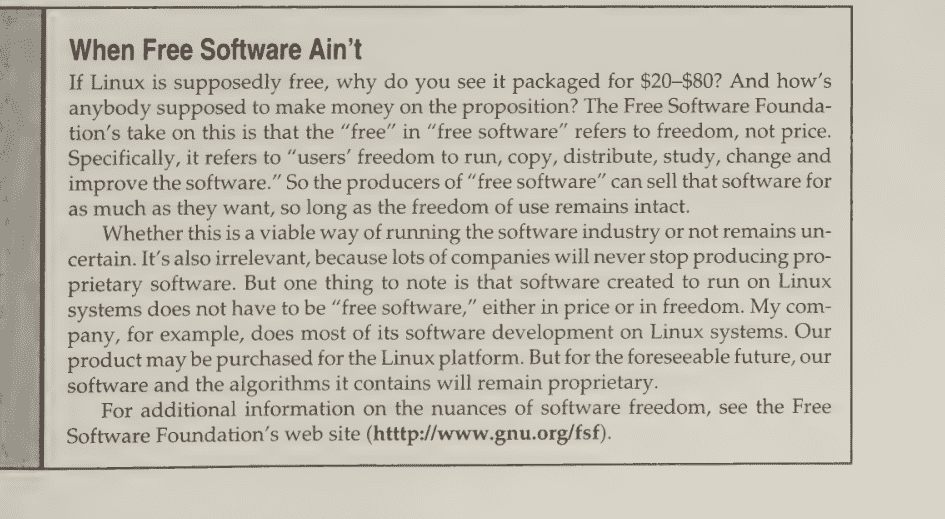 When Free Software Ain't
If Linux is supposedly free, why do you see it packaged for $20–$80? And how's
anybody supposed to make money on the proposition? The Free Software Founda-
tion's take on this is that the "free" in "free software" refers to freedom, not price.
Specifically, it refers to "users' freedom to run, copy, distribute, study, change and
improve the software." So the producers of "free software" can sell that software for
as much as they want, so long as the freedom of use remains intact.
Whether this is a viable way of running the software industry or not remains un-
certain. It's also irrelevant, because lots of companies will never stop producing pro-
prietary software. But one thing to note is that software created to run on Linux
systems does not have to be "free software," either in price or in freedom. My com-
pany, for example, does most of its software development on Linux systems. Our
product may be purchased for the Linux platform. But for the foreseeable future, our
software and the algorithms it contains will remain proprietary.
For additional information on the nuances of software freedom, see the Free
Software Foundation's web site (htttp://www.gnu.org/fsf).